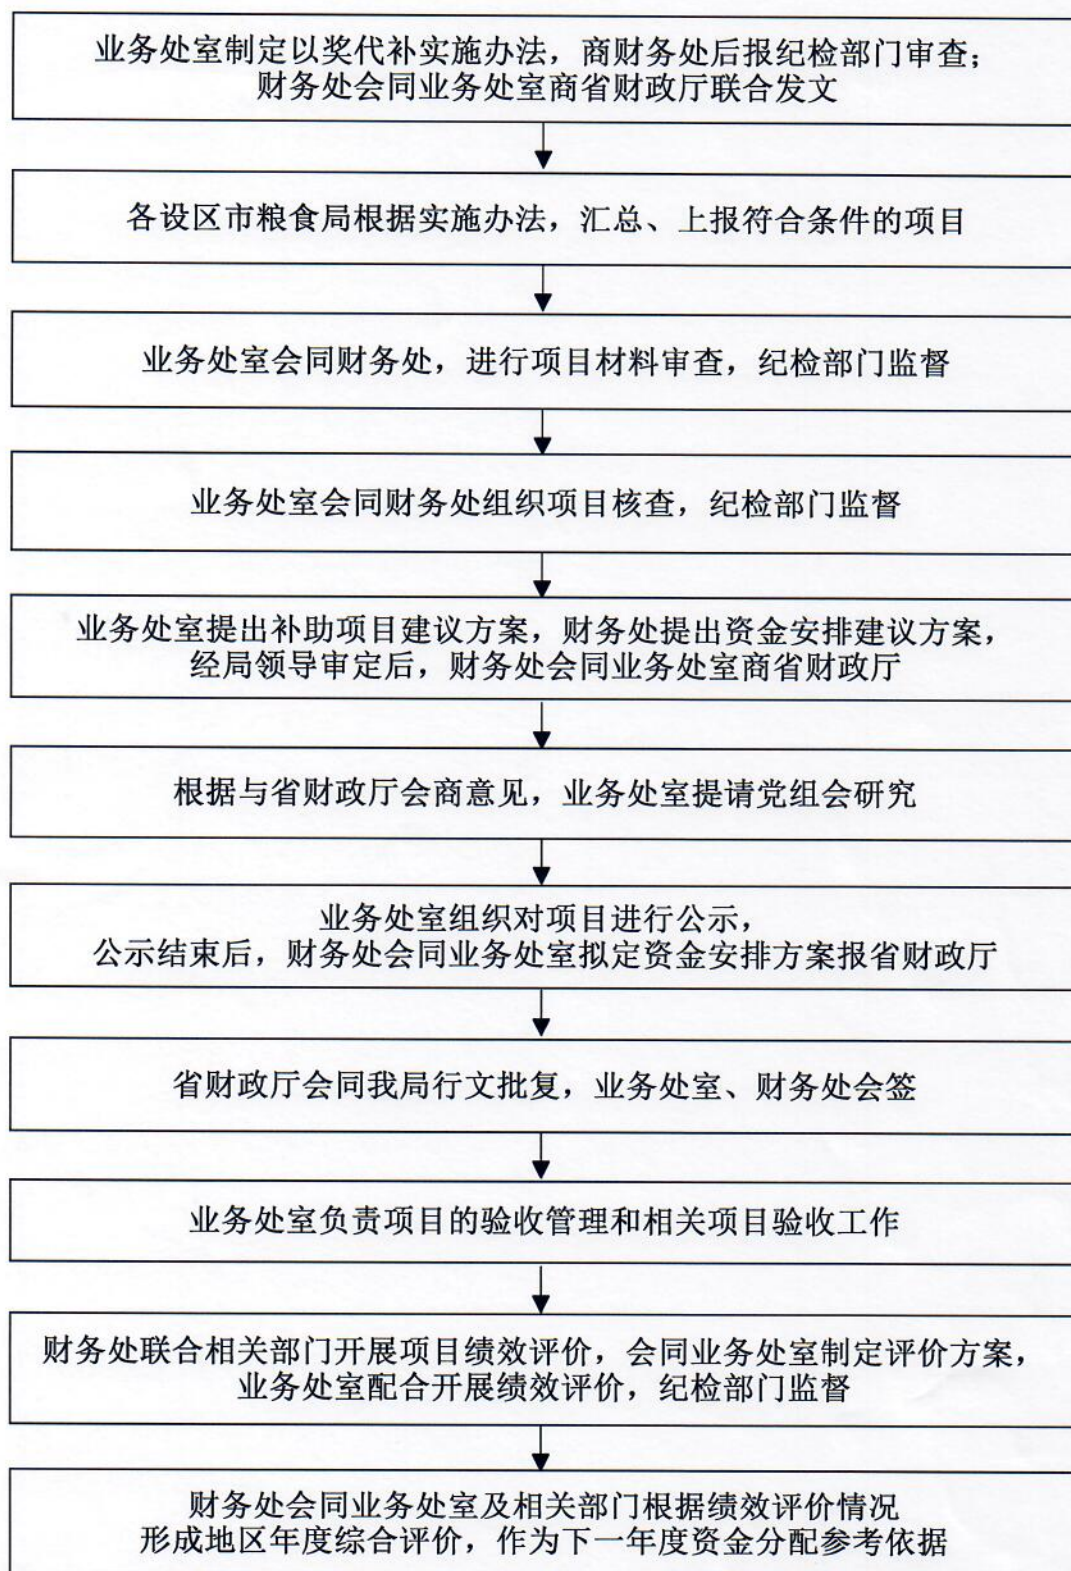 业务处室制定以奖代补实施办法，商财务处后报纪检部门审查；
财务处会同业务处室商省财政厅联合发文
各设区市粮食局根据实施办法，汇总、上报符合条件的项目
业务处室会同财务处，进行项目材料审查，纪检部门监督
业务处室会同财务处组织项目核查，纪检部门监督
业务处室提出补助项目建议方案，财务处提出资金安排建议方案，
经局领导审定后，财务处会同业务处室商省财政厅
根据与省财政厅会商意见，业务处室提请党组会研究
业务处室组织对项目进行公示，
公示结束后，财务处会同业务处室拟定资金安排方案报省财政厅
省财政厅会同我局行文批复，业务处室、财务处会签
业务处室负责项目的验收管理和相关项目验收工作
财务处联合相关部门开展项目绩效评价，会同业务处室制定评价方案，
业务处室配合开展绩效评价，纪检部门监督
财务处会同业务处室及相关部门根据绩效评价情况
形成地区年度综合评价，作为下一年度资金分配参考依据